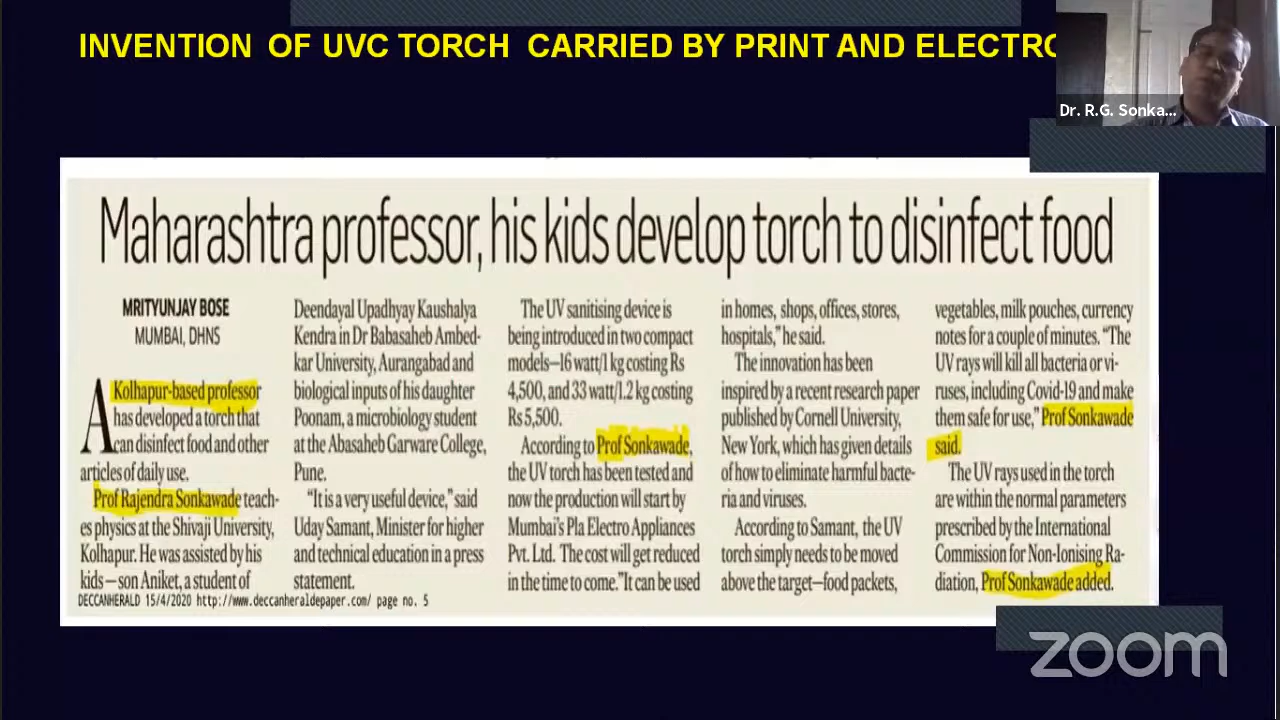 INVENTION OF UVC TORCH CARRIED BY PRINT AND ELECTRO
Dr. R.G. Sonka...
Maharashtra professor, his kids develop torch to disinfect food
MRITYUNJAY BOSE
MUMBAI, DHNS
A Kolhapur-based professor
has developed a torch that
can disinfect food and other
articles of daily use.
Prof Rajendra Sonkawade teach-
es physics at the Shivaji University,
Kolhapur. He was assisted by his
kids—son Aniket, a student of
Deendayal Upadhyay Kaushalya
Kendra in Dr Babasaheb Ambed-
kar University, Aurangabad and
biological inputs of his daughter
Poonam, a microbiology student
at the Abasaheb Garware College,
Pune.
“It is a very useful device,” said
Uday Samant, Minister for higher
and technical education in a press
statement.
The UV sanitising device is
being introduced in two compact
models—16 watt/1 kg costing Rs
4,500, and 33 watt/1.2 kg costing
Rs 5,500.
According to Prof Sonkawade,
the UV torch has been tested and
now the production will start by
Mumbai's Pla Electro Appliances
Pvt. Ltd. The cost will get reduced
in the time to come.”It can be used
in homes, shops, offices, stores,
hospitals,” he said.
The innovation has been
inspired by a recent research paper
published by Cornell University,
New York, which has given details
of how to eliminate harmful bacte-
ria and viruses.
According to Samant, the UV
torch simply needs to be moved
above the target—food packets,
vegetables, milk pouches, currency
notes for a couple of minutes. “The
UV rays will kill all bacteria or vi-
ruses, including Covid-19 and make
them safe for use,” Prof Sonkawade
said.
The UV rays used in the torch
are within the normal parameters
prescribed by the International
Commission for Non-Ionising Ra-
diation, Prof Sonkawade added.
DECCANHERALD 15/4/2020 http://www.deccanheraldepaper.com/ page no. 5
zoom